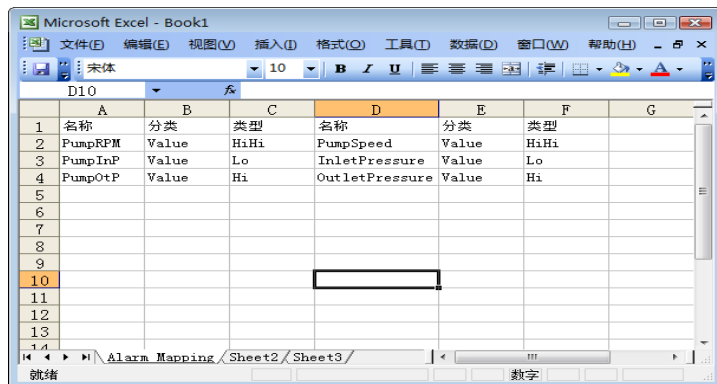 Microsoft Excel - Book1
文件(F) 编辑(E) 视图(V) 插入(I) 格式(O) 工具(T) 数据(D) 窗口(W) 帮助(H)
宋体 10 B I U A
D10 fx
A B C D E F G
1 名称 分类 类型 名称 分类 类型
2 PumpRPM Value HiHi PumpSpeed Value HiHi
3 PumpInP Value Lo InletPressure Value Lo
4 PumpOtP Value Hi OutletPressure Value Hi
5
6
7
8
9
10
11
12
13
14
Alarm Mapping Sheet2 Sheet3
就绪 数字